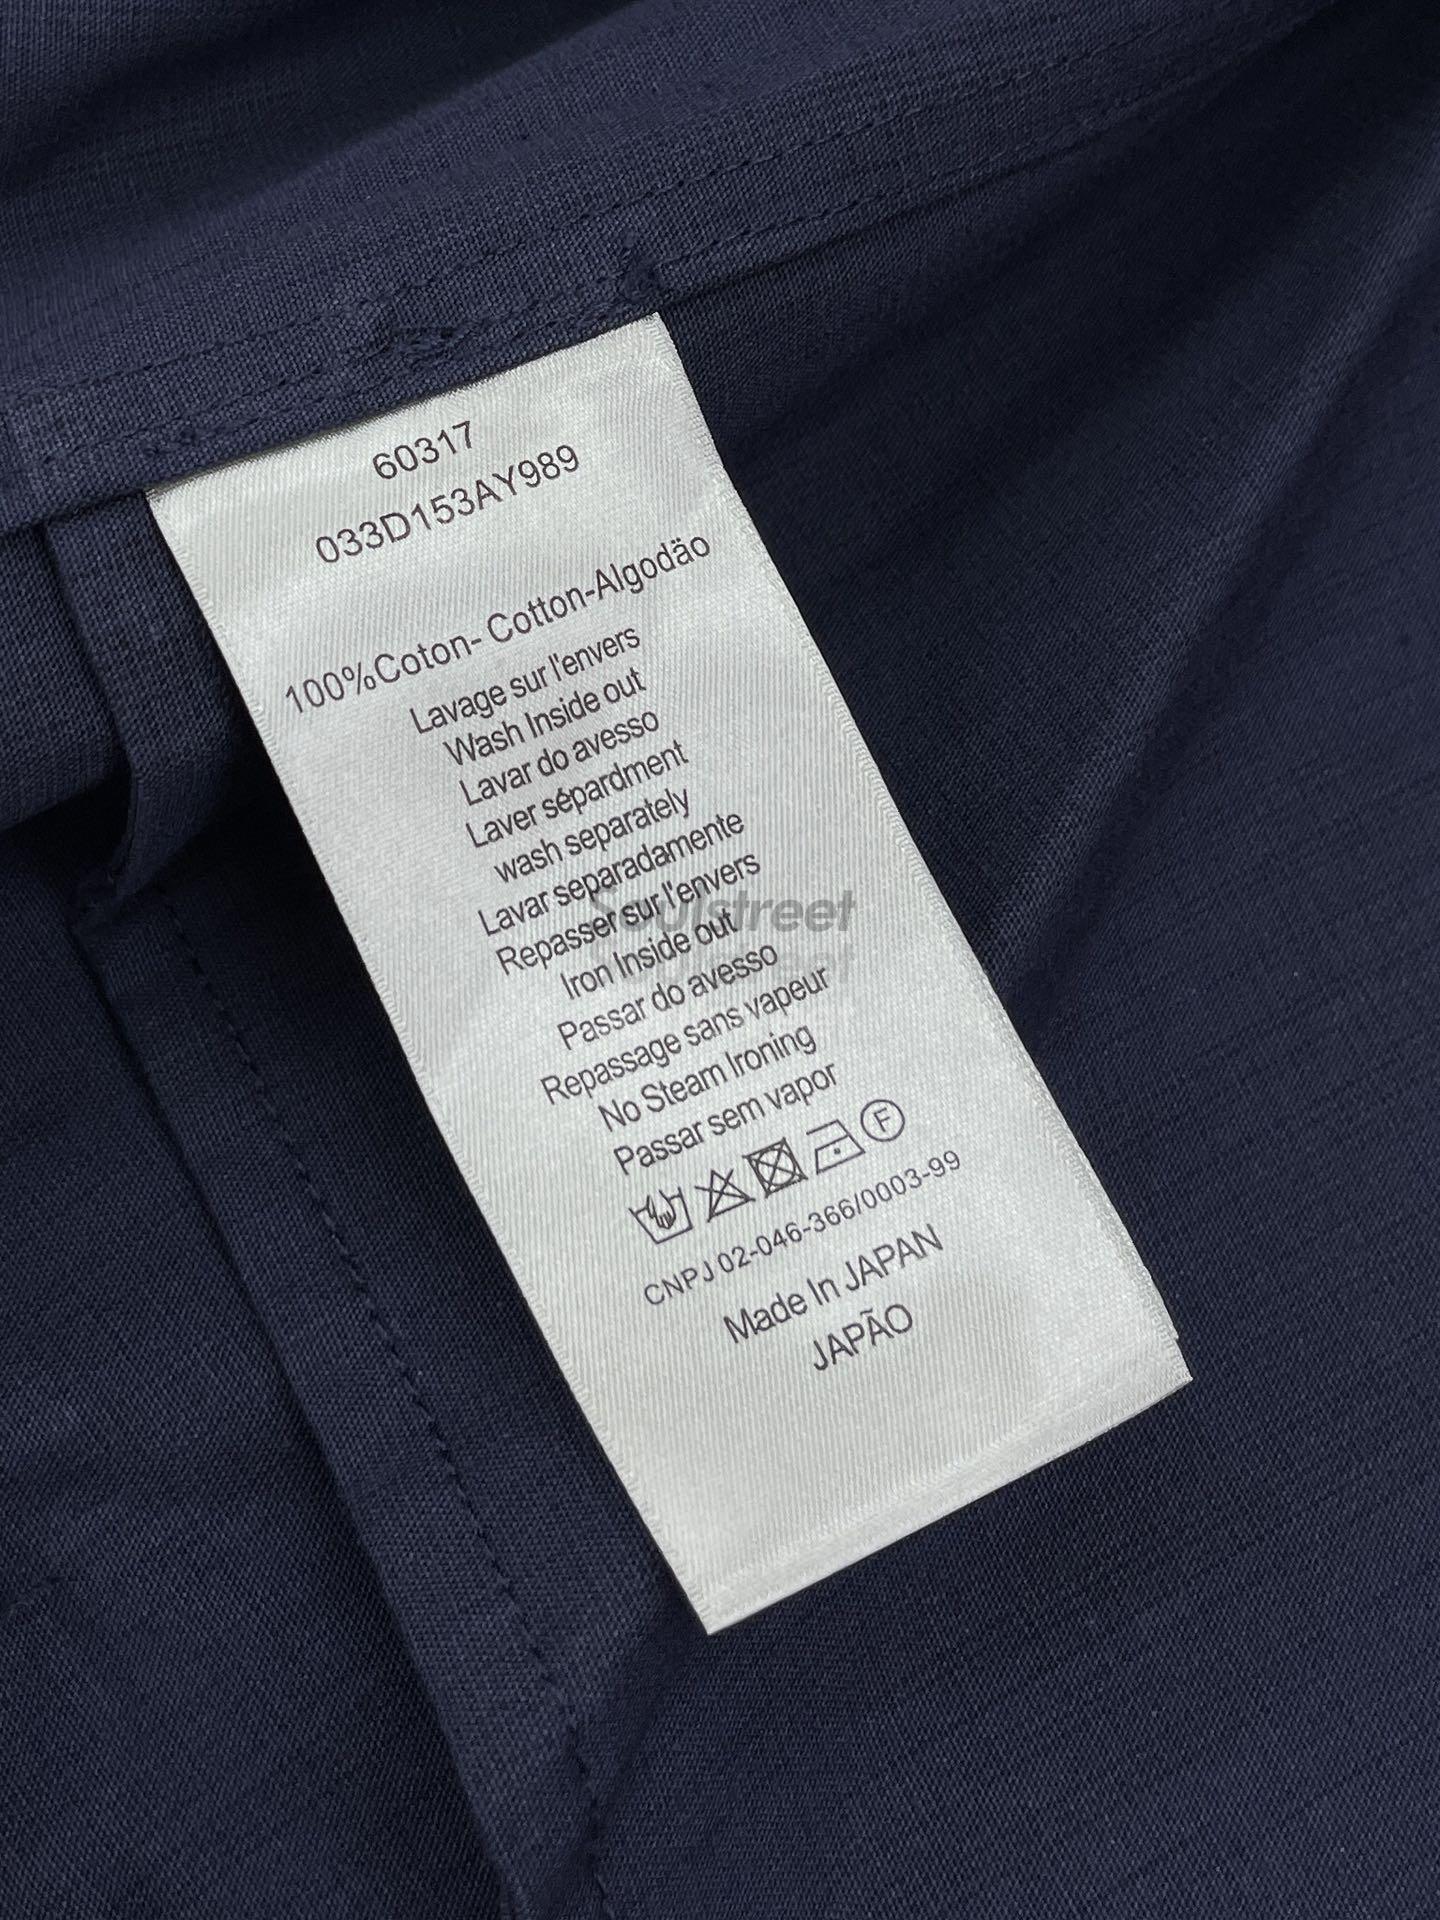 60317
033D153AY989
100%Coton- Cotton-Algodäo
Lavage sur l'envers
Wash Inside out
Lavar do avesso
Laver sépardment
wash separately
Lavar separadamente
Repasser sur l'envers
Iron Inside out
Passar do avesso
Repassage sans vapeur
No Steam Ironing
Passar sem vapor
F
CNPJ 02-046-366/0003-99
Made In JAPAN
JAPÃO
Soulstreet